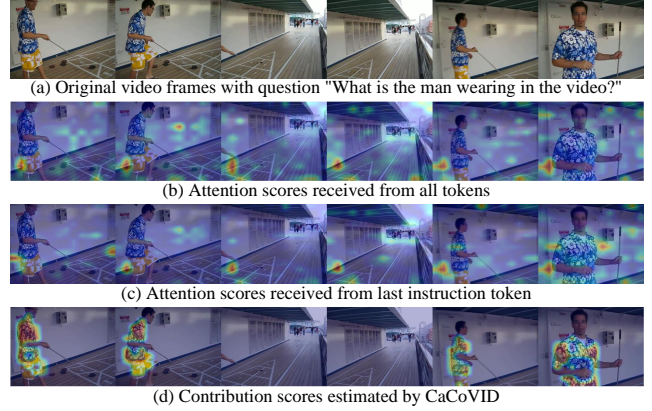 (a) Original video frames with question "What is the man wearing in the video?"
(b) Attention scores received from all tokens
(c) Attention scores received from last instruction token
(d) Contribution scores estimated by CaCoVID